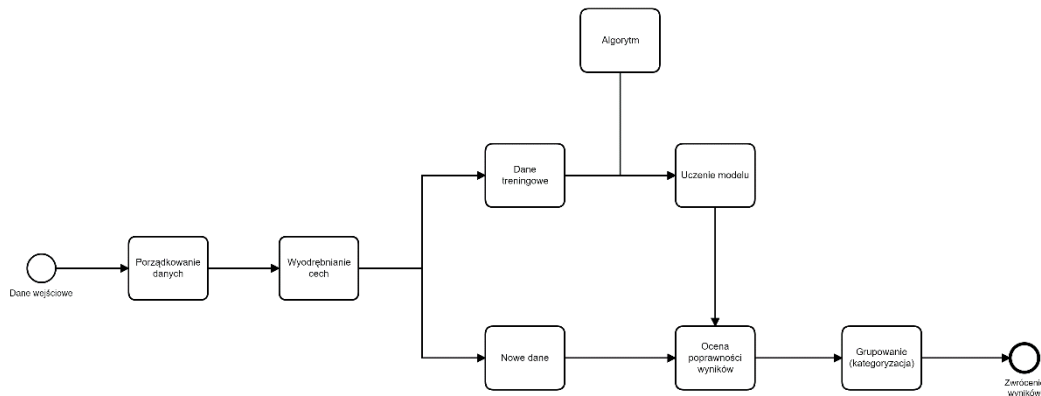 Algorytm
Dane
treningowe
Uczenie modelu
Porządkowanie
danych
Wyodrębnianie
cech
Dane wejściowe
Nowe dane
Ocena
poprawności
wyników
Grupowanie
(kategoryzacja)
Zwrócenie
wyników